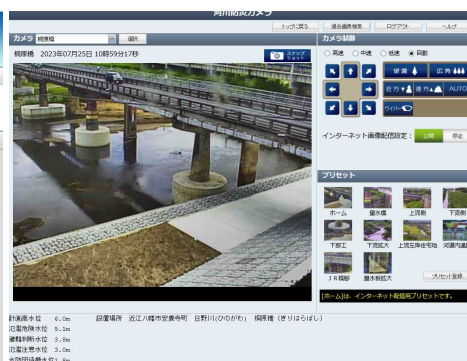 河川防災カメラ
トップに戻る 過去画像検索 ログアウト ヘルプ
カメラ 桐原橋 選択
カメラ制御
桐原橋 2023年07月25日 10時59分17秒
スナップ
ショット
高速 中速 低速 自動
望遠 広角
近方 遠方 AUTO
ワイパー
インターネット画像配信設定： 公開 停止
プリセット
ホーム 量水標 上流側 下流側
下部工 下流拡大 上流左岸住宅地
ＪＲ橋脚 量水板拡大 プリセット登録
[ホーム]は、インターネット配信用プリセットです。
計画高水位 6.0m 設置場所 近江八幡市安養寺町 日野川(ひのがわ) 桐原橋（きりはらばし）
氾濫危険水位 5.1m
避難判断水位 3.8m
氾濫注意水位 3.0m